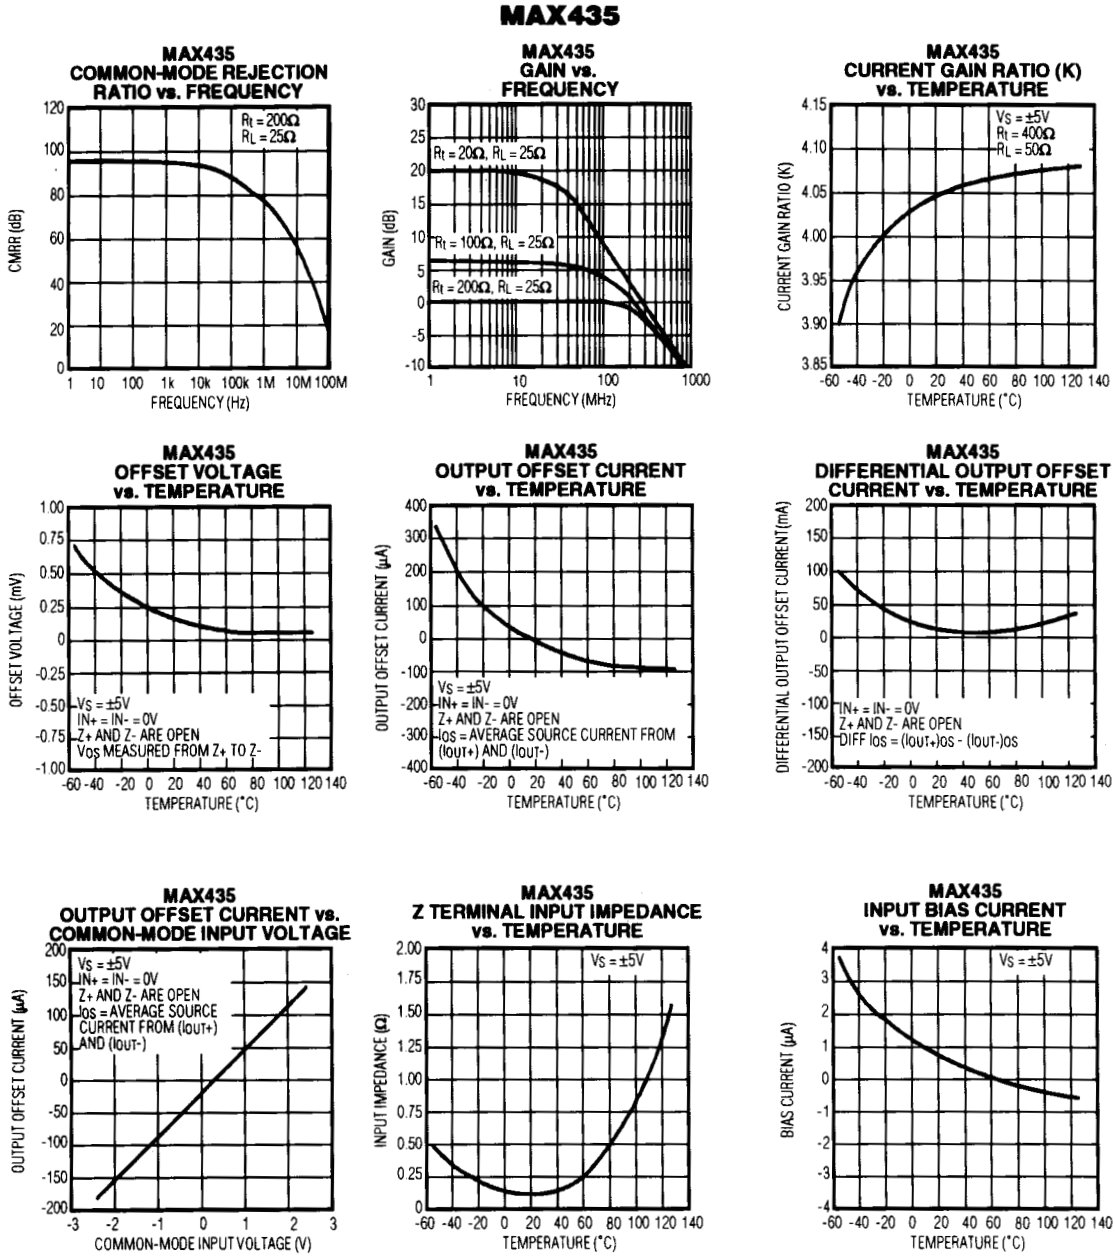 MAX435
MAX435
COMMON-MODE REJECTION
RATIO vs. FREQUENCY
120
100
80
60
40
20
0
CMRR (dB)
Rt = 200Ω
RL = 25Ω
1 10 100 1k 10k 100k 1M 10M 100M
FREQUENCY (Hz)
MAX435
GAIN vs.
FREQUENCY
30
25
20
15
10
5
0
-5
-10
GAIN (dB)
Rt = 20Ω, RL = 25Ω
Rt = 100Ω, RL = 25Ω
Rt = 200Ω, RL = 25Ω
1 10 100 1000
FREQUENCY (MHz)
MAX435
CURRENT GAIN RATIO (K)
vs. TEMPERATURE
4.15
4.10
4.05
4.00
3.95
3.90
3.85
CURRENT GAIN RATIO (K)
VS = ±5V
Rt = 400Ω
RL = 50Ω
-60 -40 -20 0 20 40 60 80 100 120 140
TEMPERATURE (°C)
MAX435
OFFSET VOLTAGE
vs. TEMPERATURE
1.00
0.75
0.50
0.25
0
-0.25
-0.50
-0.75
-1.00
OFFSET VOLTAGE (mV)
VS = ±5V
IN+ = IN- = 0V
Z+ AND Z- ARE OPEN
VOS MEASURED FROM Z+ TO Z-
-60 -40 -20 0 20 40 60 80 100 120 140
TEMPERATURE (°C)
MAX435
OUTPUT OFFSET CURRENT
vs. TEMPERATURE
400
300
200
100
0
-100
-200
-300
-400
OUTPUT OFFSET CURRENT (µA)
VS = ±5V
IN+ = IN- = 0V
Z+ AND Z- ARE OPEN
IOS = AVERAGE SOURCE CURRENT FROM
(IOUT+) AND (IOUT-)
-60 -40 -20 0 20 40 60 80 100 120 140
TEMPERATURE (°C)
MAX435
DIFFERENTIAL OUTPUT OFFSET
CURRENT vs. TEMPERATURE
200
150
100
50
0
-50
-100
-150
-200
DIFFERENTIAL OUTPUT OFFSET CURRENT (mA)
IN+ = IN- = 0V
Z+ AND Z- ARE OPEN
DIFF IOS = (IOUT+)OS - (IOUT-)OS
-60 -40 -20 0 20 40 60 80 100 120 140
TEMPERATURE (°C)
MAX435
OUTPUT OFFSET CURRENT vs.
COMMON-MODE INPUT VOLTAGE
200
150
100
50
0
-50
-100
-150
-200
OUTPUT OFFSET CURRENT (µA)
VS = ±5V
IN+ = IN- = 0V
Z+ AND Z- ARE OPEN
IOS = AVERAGE SOURCE
CURRENT FROM (IOUT+)
AND (IOUT-)
-3 -2 -1 0 1 2 3
COMMON-MODE INPUT VOLTAGE (V)
MAX435
Z TERMINAL INPUT IMPEDANCE
vs. TEMPERATURE
2.00
1.75
1.50
1.25
1.00
0.75
0.50
0.25
0
INPUT IMPEDANCE (Ω)
VS = ±5V
-60 -40 -20 0 20 40 60 80 100 120 140
TEMPERATURE (°C)
MAX435
INPUT BIAS CURRENT
vs. TEMPERATURE
4
3
2
1
0
-1
-2
-3
-4
BIAS CURRENT (µA)
VS = ±5V
-60 -40 -20 0 20 40 60 80 100 120 140
TEMPERATURE (°C)